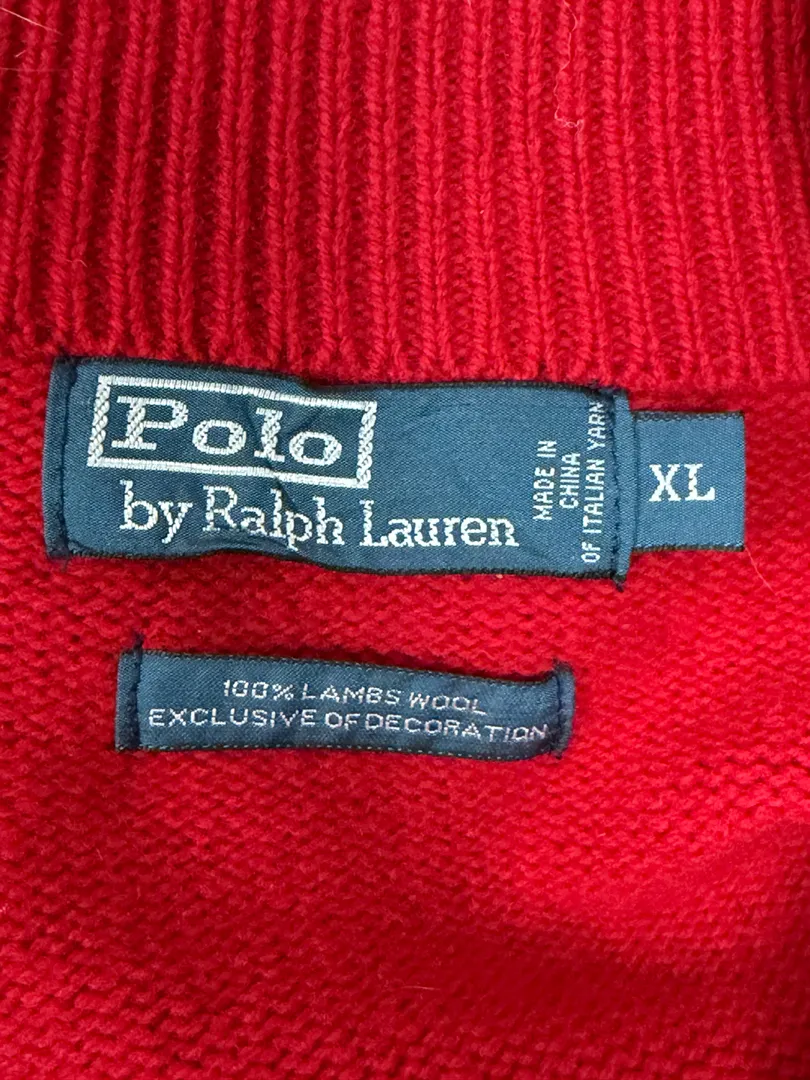 Polo
by Ralph Lauren
MADE IN
CHINA
OF ITALIAN YARN
XL
100% LAMBS WOOL
EXCLUSIVE OF DECORATION